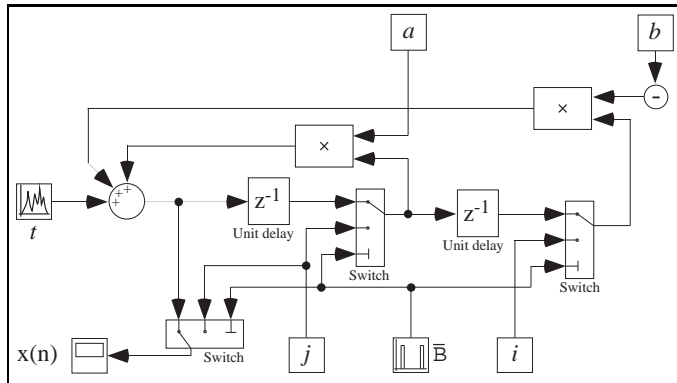 a
b
-
×
×
+
+
+
t
z⁻¹
Unit delay
Switch
z⁻¹
Unit delay
Switch
x(n)
Switch
j
B̅
i